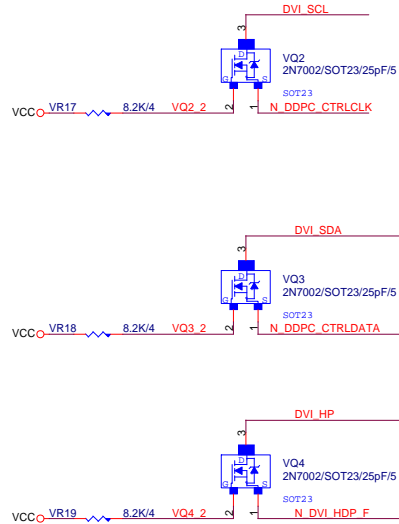 DVI_SCL
3
D
VQ2
2N7002/SOT23/25pF/5
G S
SOT23
VCC VR17 8.2K/4 VQ2_2 2 1 N_DDPC_CTRLCLK
DVI_SDA
3
D
VQ3
2N7002/SOT23/25pF/5
G S
SOT23
VCC VR18 8.2K/4 VQ3_2 2 1 N_DDPC_CTRLDATA
DVI_HP
3
D
VQ4
2N7002/SOT23/25pF/5
G S
SOT23
VCC VR19 8.2K/4 VQ4_2 2 1 N_DVI_HDP_F